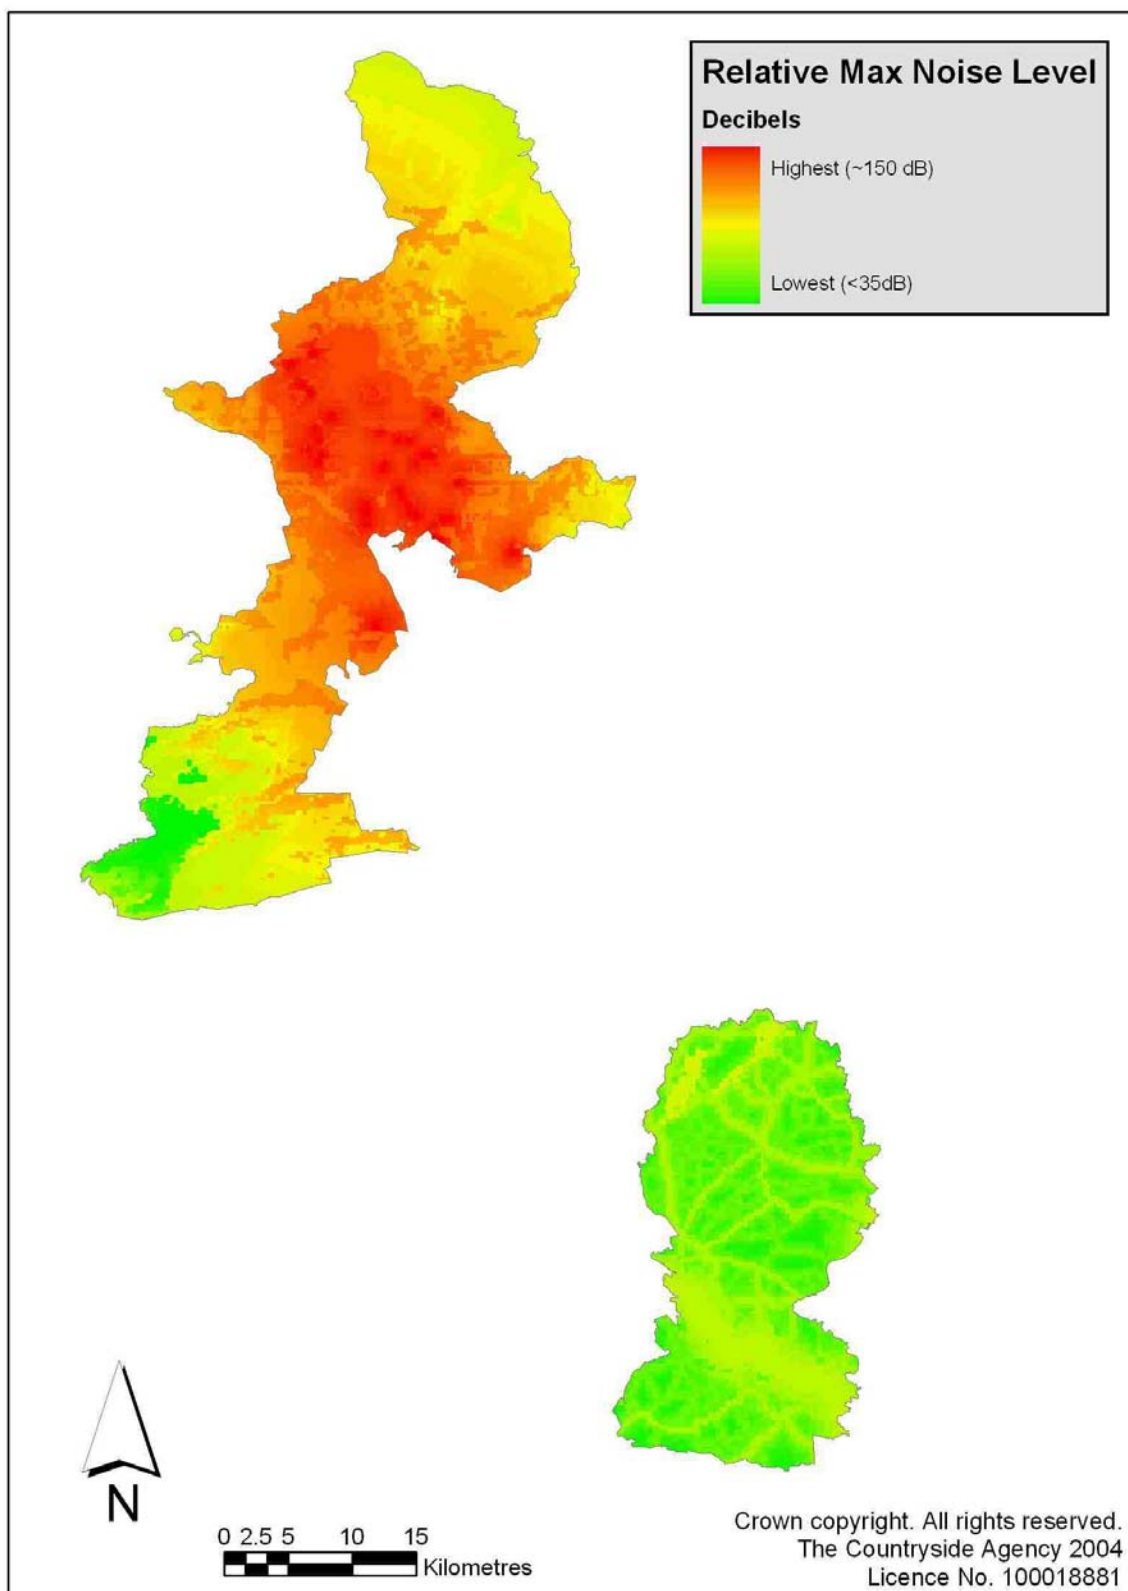 Relative Max Noise Level
Decibels
Highest (~150 dB)
Lowest (<35dB)
N
0 2.5 5 10 15
Kilometres
Crown copyright. All rights reserved.
The Countryside Agency 2004
Licence No. 100018881